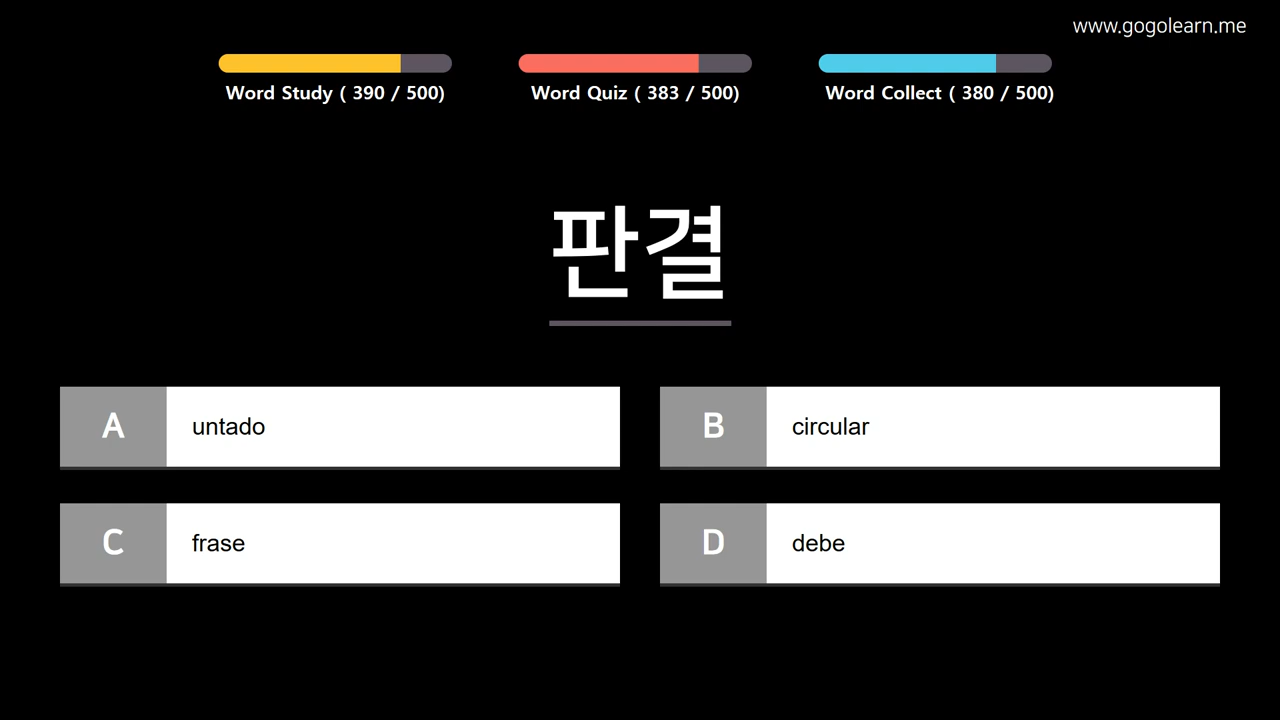 www.gogolearn.me
Word Study ( 390 / 500)
Word Quiz ( 383 / 500)
Word Collect ( 380 / 500)
판결
A
untado
B
circular
C
frase
D
debe